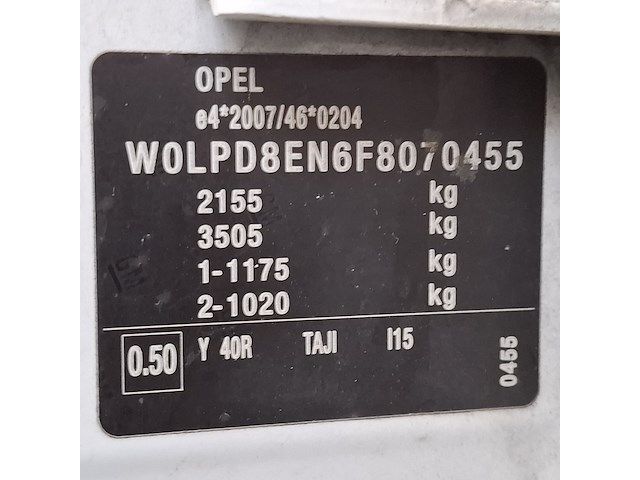 OPEL
e4*2007/46*0204
W0LPD8EN6F8070455
2155 kg
3505 kg
1-1175 kg
2-1020 kg
0.50 Y 40R TAJI I15
0455